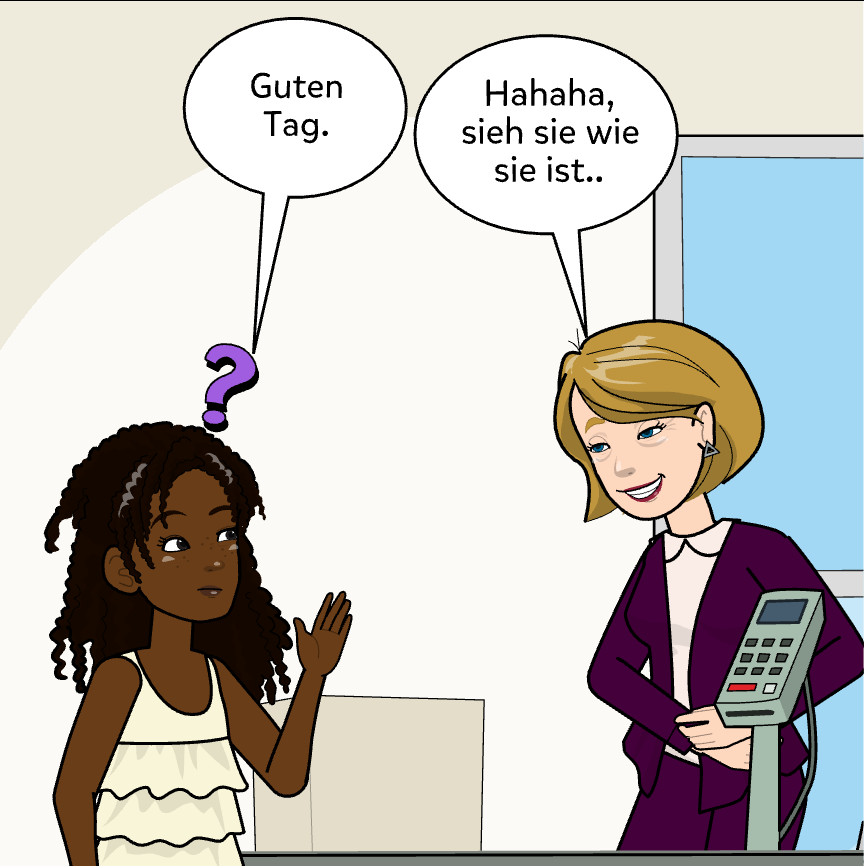 Guten
Tag.
Hahaha,
sieh sie wie
sie ist..